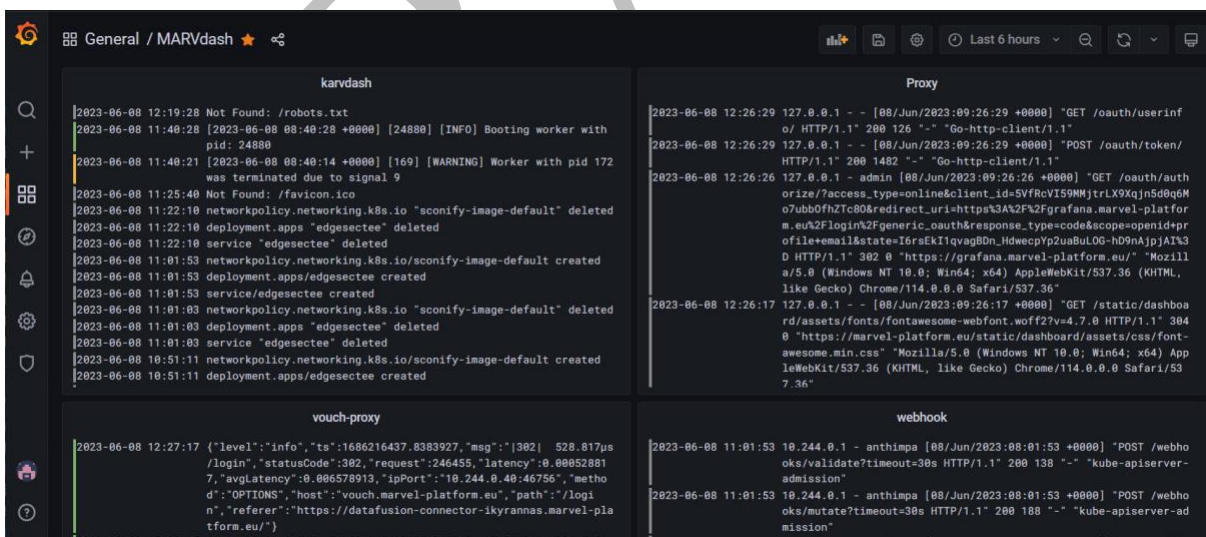 General / MARVdash
Last 6 hours
karvdash
2023-06-08 12:19:28 Not Found: /robots.txt
2023-06-08 11:40:28 [2023-06-08 08:40:28 +0000] [24880] [INFO] Booting worker with
pid: 24880
2023-06-08 11:40:21 [2023-06-08 08:40:14 +0000] [169] [WARNING] Worker with pid 172
was terminated due to signal 9
2023-06-08 11:25:40 Not Found: /favicon.ico
2023-06-08 11:22:10 networkpolicy.networking.k8s.io "sconify-image-default" deleted
2023-06-08 11:22:10 deployment.apps "edgesectee" deleted
2023-06-08 11:22:10 service "edgesectee" deleted
2023-06-08 11:01:53 networkpolicy.networking.k8s.io/sconify-image-default created
2023-06-08 11:01:53 deployment.apps/edgesectee created
2023-06-08 11:01:53 service/edgesectee created
2023-06-08 11:01:03 networkpolicy.networking.k8s.io "sconify-image-default" deleted
2023-06-08 11:01:03 deployment.apps "edgesectee" deleted
2023-06-08 11:01:03 service "edgesectee" deleted
2023-06-08 10:51:11 networkpolicy.networking.k8s.io/sconify-image-default created
2023-06-08 10:51:11 deployment.apps/edgesectee created
Proxy
2023-06-08 12:26:29 127.0.0.1 - - [08/Jun/2023:09:26:29 +0000] "GET /oauth/userinf
o/ HTTP/1.1" 200 126 "-" "Go-http-client/1.1"
2023-06-08 12:26:29 127.0.0.1 - - [08/Jun/2023:09:26:29 +0000] "POST /oauth/token/
HTTP/1.1" 200 1482 "-" "Go-http-client/1.1"
2023-06-08 12:26:26 127.0.0.1 - admin [08/Jun/2023:09:26:26 +0000] "GET /oauth/auth
orize/?access_type=online&client_id=5VfRcVI59MMjtrLX9Xqjn5d0q6M
o7ubbOfhZTc8O&redirect_uri=https%3A%2F%2Fgrafana.marvel-platfor
m.eu%2Flogin%2Fgeneric_oauth&response_type=code&scope=openid+pr
ofile+email&state=I6rsEkI1qvagBDn_HdwecpYp2uaBuLOG-hD9nAjpjAI%3
D HTTP/1.1" 302 0 "https://grafana.marvel-platform.eu/" "Mozill
a/5.0 (Windows NT 10.0; Win64; x64) AppleWebKit/537.36 (KHTML,
like Gecko) Chrome/114.0.0.0 Safari/537.36"
2023-06-08 12:26:17 127.0.0.1 - - [08/Jun/2023:09:26:17 +0000] "GET /static/dashboa
rd/assets/fonts/fontawesome-webfont.woff2?v=4.7.0 HTTP/1.1" 304
0 "https://marvel-platform.eu/static/dashboard/assets/css/font-
awesome.min.css" "Mozilla/5.0 (Windows NT 10.0; Win64; x64) App
leWebKit/537.36 (KHTML, like Gecko) Chrome/114.0.0.0 Safari/53
7.36"
vouch-proxy
2023-06-08 12:27:17 {"level":"info","ts":1686216437.8383927,"msg":"|302| 528.817µs
/login","statusCode":302,"request":246455,"latency":0.00052881
7,"avgLatency":0.006578913,"ipPort":"10.244.0.40:46756","metho
d":"OPTIONS","host":"vouch.marvel-platform.eu","path":"/logi
n","referer":"https://datafusion-connector-ikyrannas.marvel-pla
tform.eu/"}
webhook
2023-06-08 11:01:53 10.244.0.1 - anthimpa [08/Jun/2023:08:01:53 +0000] "POST /webho
oks/validate?timeout=30s HTTP/1.1" 200 138 "-" "kube-apiserver-
admission"
2023-06-08 11:01:53 10.244.0.1 - anthimpa [08/Jun/2023:08:01:53 +0000] "POST /webho
oks/mutate?timeout=30s HTTP/1.1" 200 188 "-" "kube-apiserver-ad
mission"